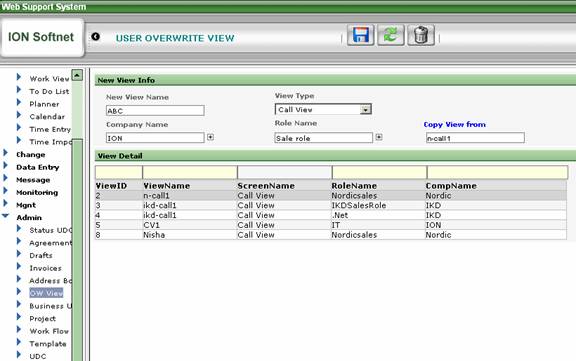 Web Support System
ION Softnet
USER OVERWRITE VIEW
Work View
To Do List
Planner
Calendar
Time Entry
Time Impo
Change
Data Entry
Message
Monitoring
Mgnt
Admin
Status UDC
Agreement
Drafts
Invoices
Address Bo
OW View
Business U
Project
Work Flow
Template
UDC
New View Info
New View Name
View Type
ABC
Call View
Company Name
Role Name
Copy View from
ION
Sale role
n-call1
View Detail
ViewID ViewName ScreenName RoleName CompName
2 n-call1 Call View Nordicsales Nordic
3 ikd-call1 Call View IKDSalesRole IKD
4 ikd-call1 Call View .Net IKD
5 CV1 Call View IT ION
8 Nisha Call View Nordicsales Nordic